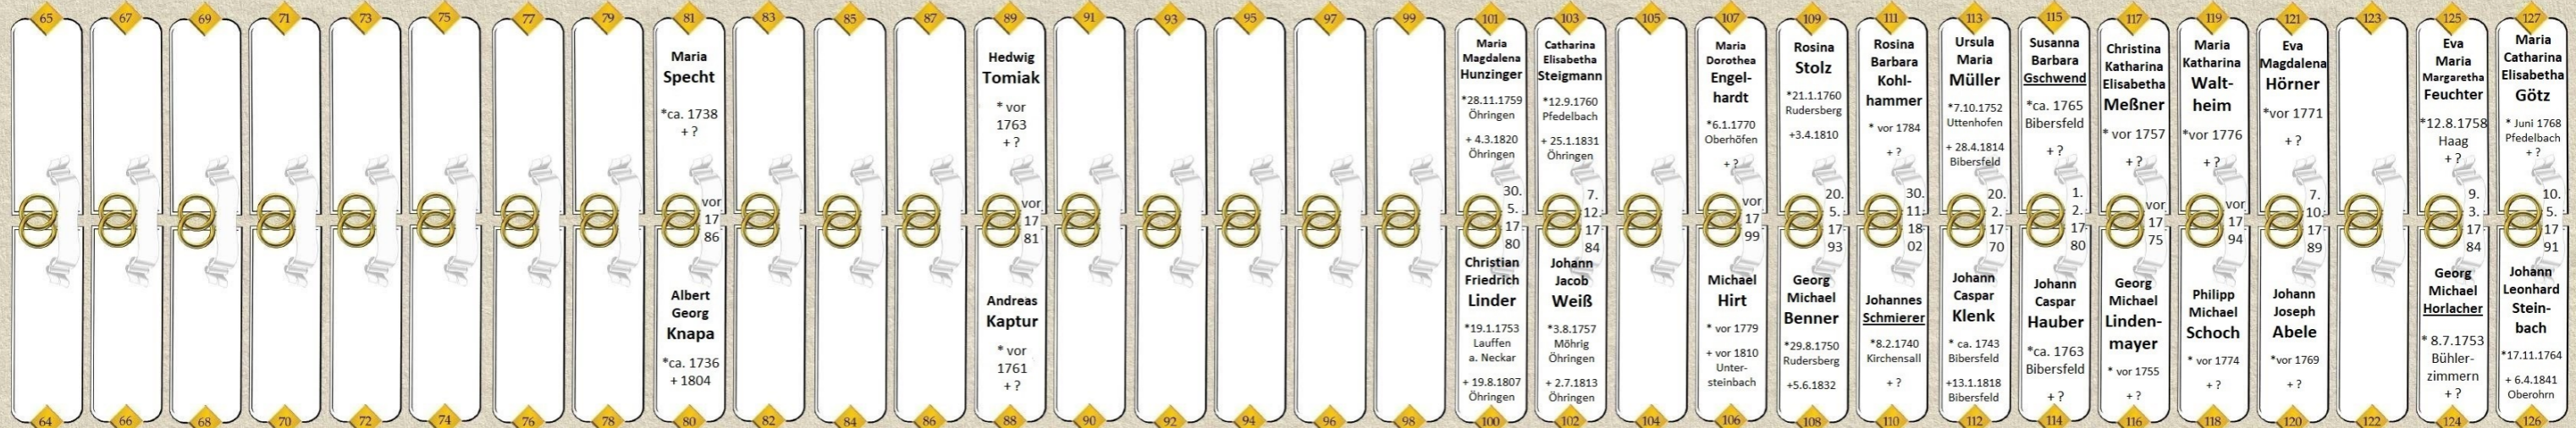 65 67 69 71 73 75 77 79 81 83 85 87 89 91 93 95 97 99 101 103 105 107 109 111 113 115 117 119 121 123 125 127
Maria
Specht
*ca. 1738
+ ?
vor
17
86
Albert
Georg
Knapa
*ca. 1736
+ 1804
Hedwig
Tomiak
* vor
1763
+ ?
vor
17
81
Andreas
Kaptur
* vor
1761
+ ?
Maria
Magdalena
Hunzinger
*28.11.1759
Öhringen
+ 4.3.1820
Öhringen
30.
5.
17
80
Christian
Friedrich
Linder
*19.1.1753
Lauffen
a. Neckar
+ 19.8.1807
Öhringen
Catharina
Elisabetha
Steigmann
*12.9.1760
Pfedelbach
+ 25.1.1831
Öhringen
7.
12.
17
84
Johann
Jacob
Weiß
*3.8.1757
Möhrig
Öhringen
+ 2.7.1813
Öhringen
Maria
Dorothea
Engel-
hardt
*6.1.1770
Oberhöfen
+ ?
vor
17
99
Michael
Hirt
* vor 1779
+ vor 1810
Unter-
steinbach
Rosina
Stolz
*21.1.1760
Rudersberg
+3.4.1810
20.
5.
17
93
Georg
Michael
Benner
*29.8.1750
Rudersberg
+5.6.1832
Rosina
Barbara
Kohl-
hammer
* vor 1784
+ ?
30.
11.
18
02
Johannes
Schmierer
*8.2.1740
Kirchensall
+ ?
Ursula
Maria
Müller
*7.10.1752
Uttenhofen
+ 28.4.1814
Bibersfeld
20.
2.
17
70
Johann
Caspar
Klenk
* ca. 1743
Bibersfeld
+13.1.1818
Bibersfeld
Susanna
Barbara
Gschwend
*ca. 1765
Bibersfeld
+ ?
1.
2.
17
80
Johann
Caspar
Hauber
*ca. 1763
Bibersfeld
+ ?
Christina
Katharina
Elisabetha
Meßner
* vor 1757
+ ?
vor
17
75
Georg
Michael
Linden-
mayer
* vor 1755
+ ?
Maria
Katharina
Walt-
heim
*vor 1776
+ ?
vor
17
94
Philipp
Michael
Schoch
* vor 1774
+ ?
Eva
Magdalena
Hörner
*vor 1771
+ ?
7.
10.
17
89
Johann
Joseph
Abele
*vor 1769
+ ?
Eva
Maria
Margaretha
Feuchter
*12.8.1758
Haag
+ ?
9.
3.
17
84
Georg
Michael
Horlacher
* 8.7.1753
Bühler-
zimmern
+ ?
Maria
Catharina
Elisabetha
Götz
* Juni 1768
Pfedelbach
+ ?
10.
5.
17
91
Johann
Leonhard
Stein-
bach
*17.11.1764
+ 6.4.1841
Oberohrn
64 66 68 70 72 74 76 78 80 82 84 86 88 90 92 94 96 98 100 102 104 106 108 110 112 114 116 118 120 122 124 126